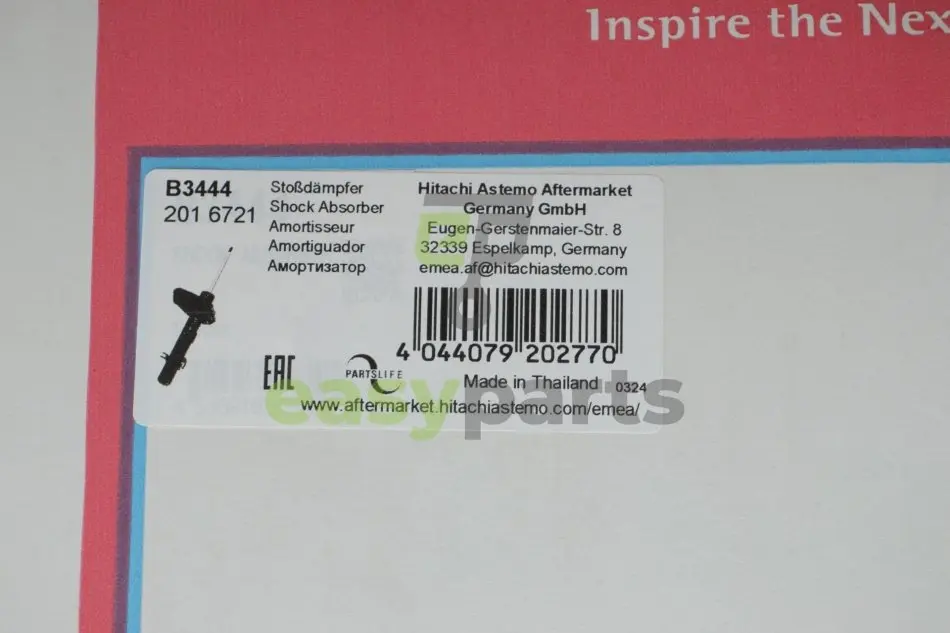 Inspire the Nex
B3444
201 6721
Stoßdämpfer
Shock Absorber
Amortisseur
Amortiguador
Амортизатор
Hitachi Astemo Aftermarket
Germany GmbH
Eugen-Gerstenmaier-Str. 8
32339 Espelkamp, Germany
emea.af@hitachiastemo.com
4 044079 202770
EAC
PARTSLIFE
Made in Thailand 0324
www.aftermarket.hitachiastemo.com/emea/
easyparts